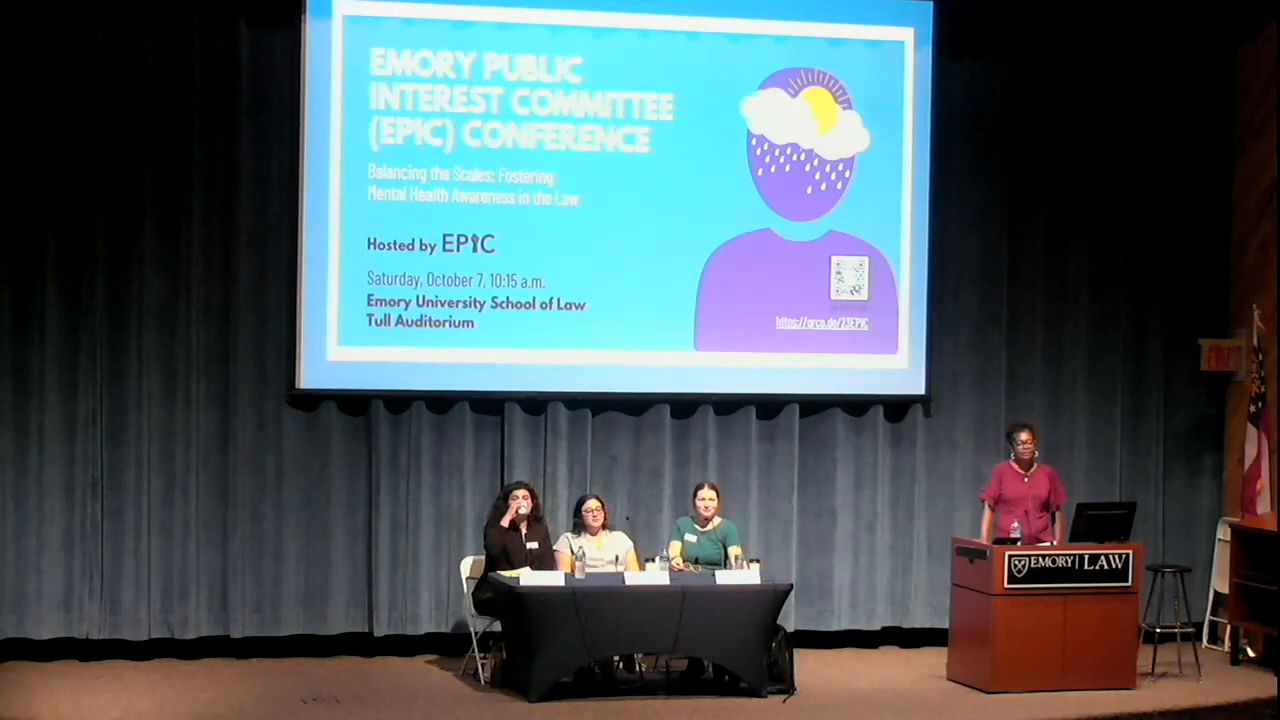 EMORY PUBLIC
INTEREST COMMITTEE
(EPIC) CONFERENCE
Balancing the Scales: Fostering
Mental Health Awareness in the Law
Hosted by EPIC
Saturday, October 7, 10:15 a.m.
Emory University School of Law
Tull Auditorium
https://qrco.de/23EPIC
EXIT
EMORY | LAW